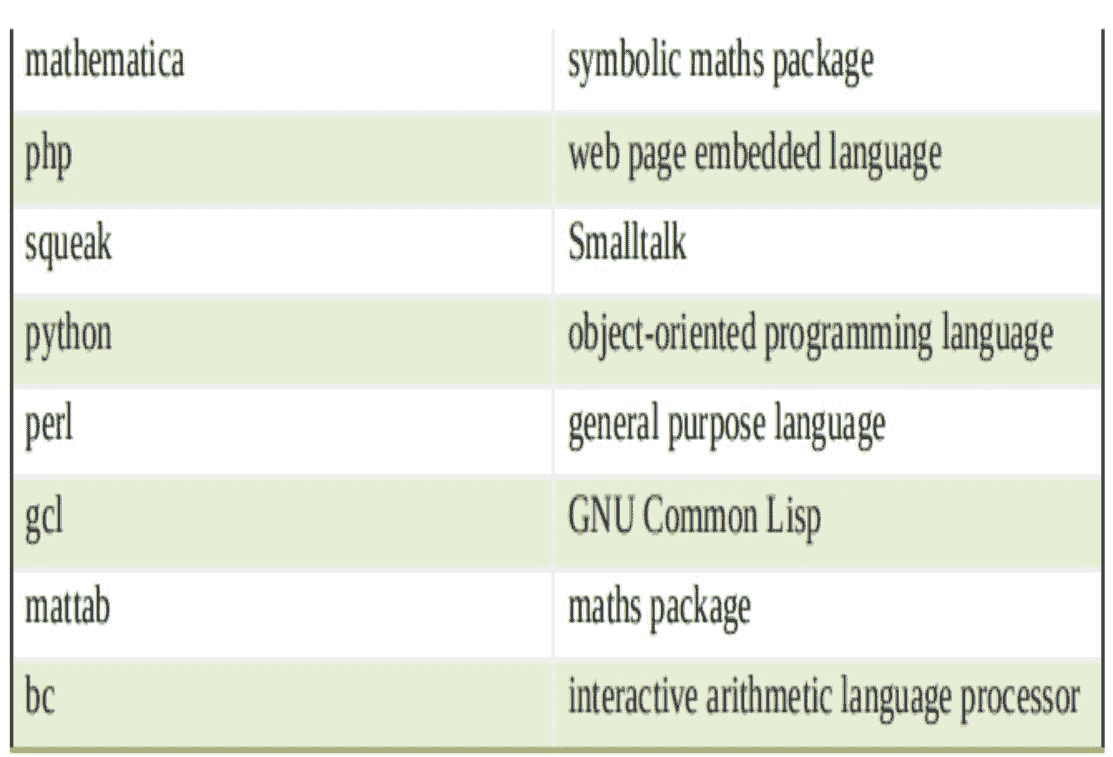 mathematica symbolic maths package
php web page embedded language
squeak Smalltalk
python object-oriented programming language
perl general purpose language
gcl GNU Common Lisp
mattab maths package
bc interactive arithmetic language processor